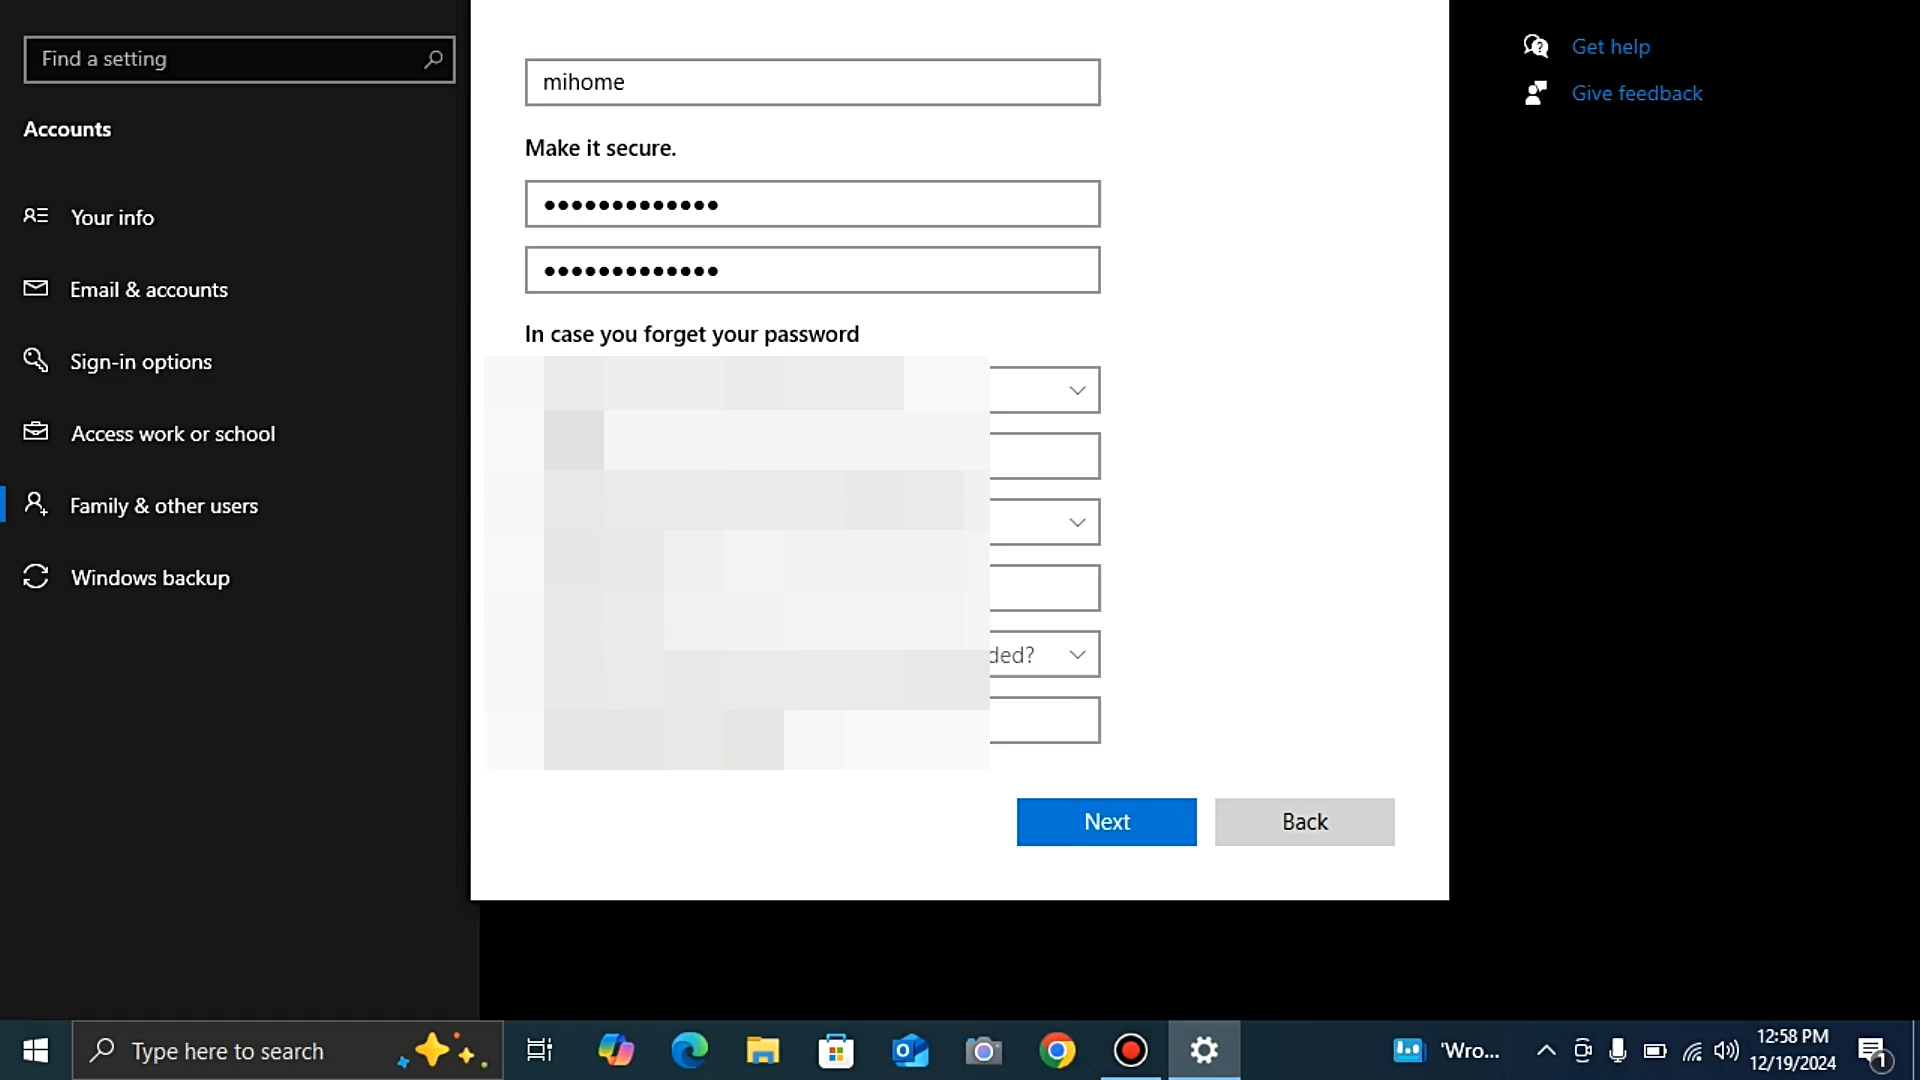 Find a setting
Accounts
Your info
Email & accounts
Sign-in options
Access work or school
Family & other users
Windows backup
mihome
Make it secure.
•••••••••••••
•••••••••••••
In case you forget your password
?
Next
Back
Get help
Give feedback
Type here to search
'Wro...
12:58 PM
12/19/2024
1